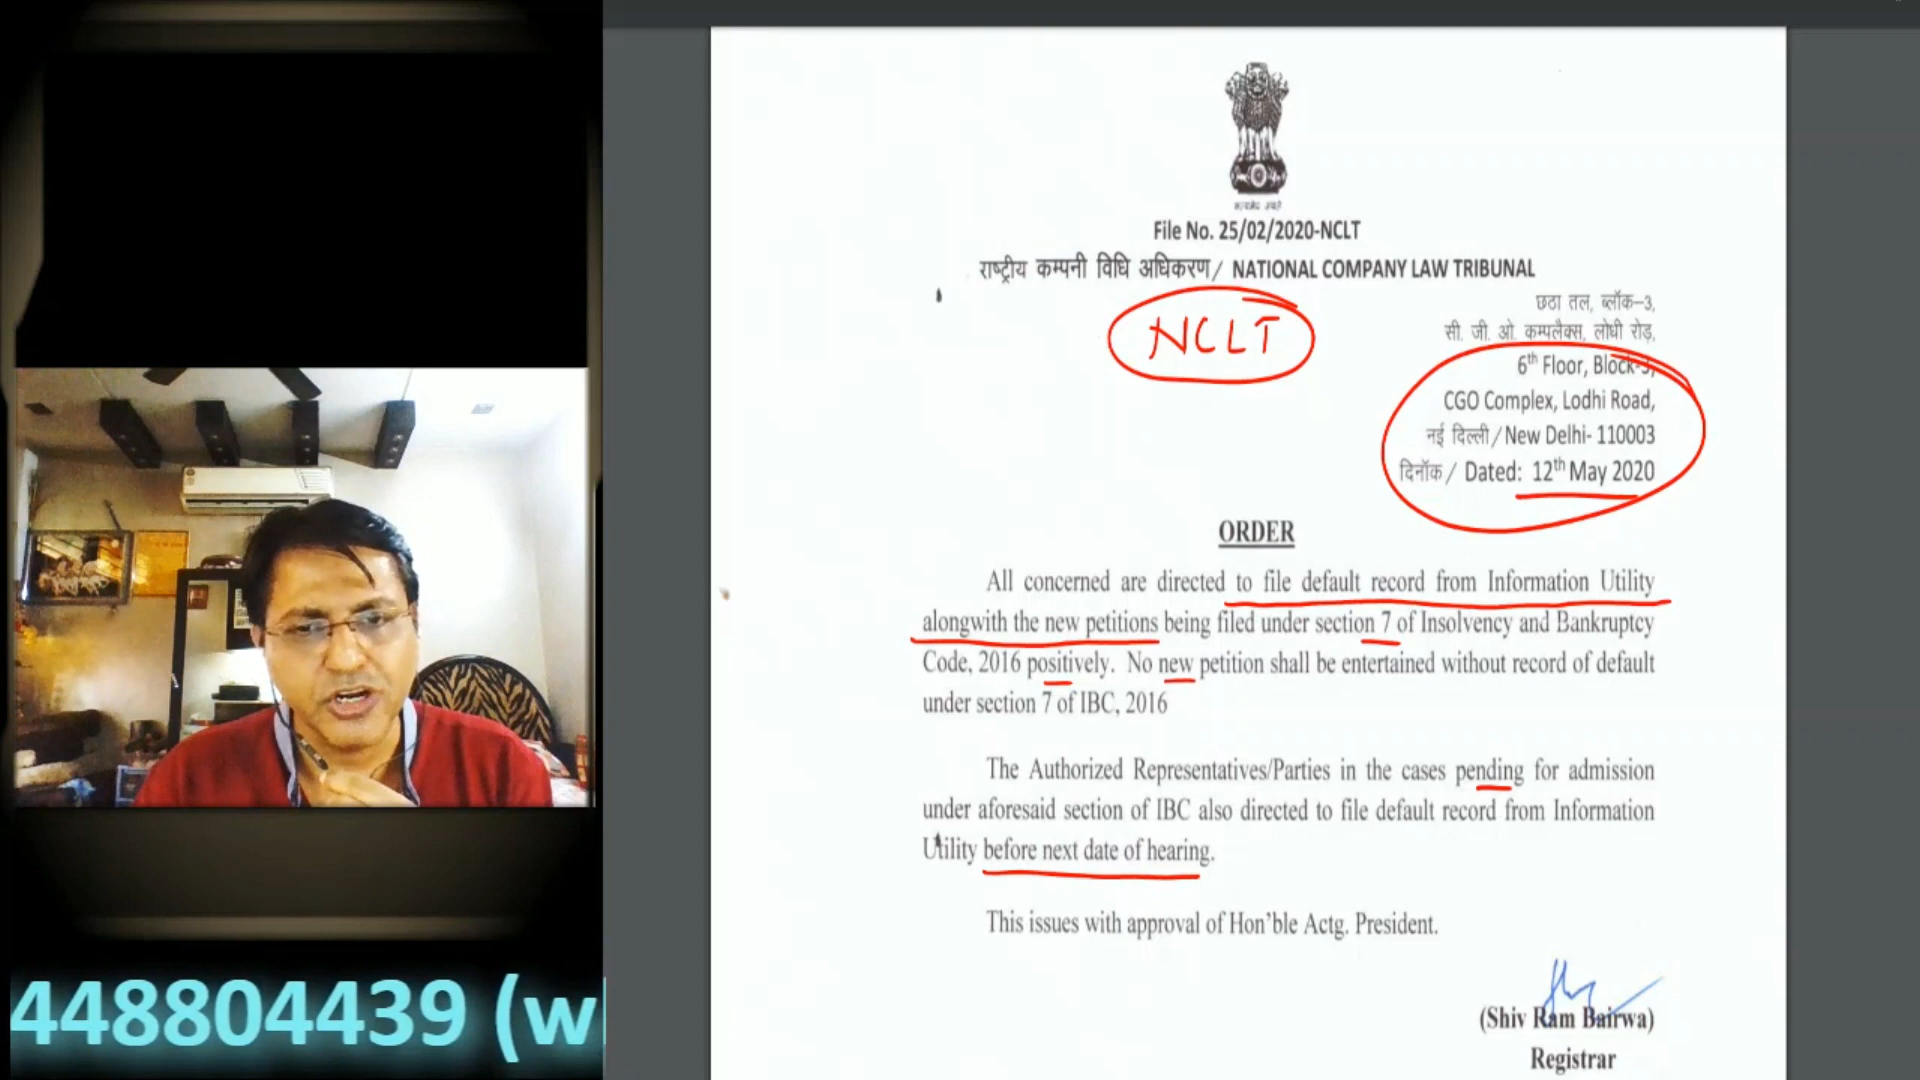 सत्यमेव जयते
File No. 25/02/2020-NCLT
राष्ट्रीय कम्पनी विधि अधिकरण/ NATIONAL COMPANY LAW TRIBUNAL
NCLT
छठा तल, ब्लॉक-3,
सी. जी. ओ. कम्पलैक्स, लोधी रोड़,
6th Floor, Block-3,
CGO Complex, Lodhi Road,
नई दिल्ली/New Delhi- 110003
दिनॉक/ Dated: 12th May 2020
ORDER
All concerned are directed to file default record from Information Utility
alongwith the new petitions being filed under section 7 of Insolvency and Bankruptcy
Code, 2016 positively. No new petition shall be entertained without record of default
under section 7 of IBC, 2016
The Authorized Representatives/Parties in the cases pending for admission
under aforesaid section of IBC also directed to file default record from Information
Utility before next date of hearing.
This issues with approval of Hon'ble Actg. President.
(Shiv Ram Bairwa)
Registrar
448804439 (w